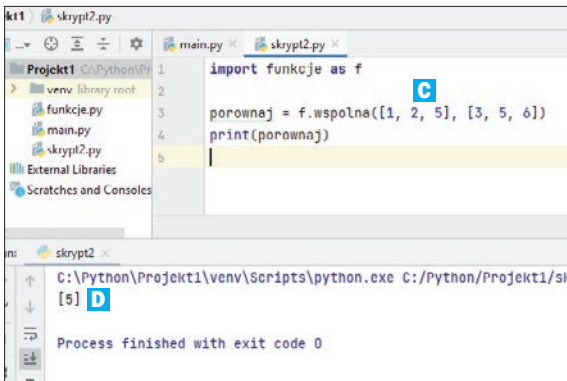 kt1 > skrypt2.py
main.py × skrypt2.py ×
Projekt1 C:\Python\Pr
venv library root
funkcje.py
main.py
skrypt2.py
External Libraries
Scratches and Consoles
1 import funkcje as f
2
C
3 porownaj = f.wspolna([1, 2, 5], [3, 5, 6])
4 print(porownaj)
5
un: skrypt2 ×
C:\Python\Projekt1\venv\Scripts\python.exe C:/Python/Projekt1/sk
[5] D
Process finished with exit code 0